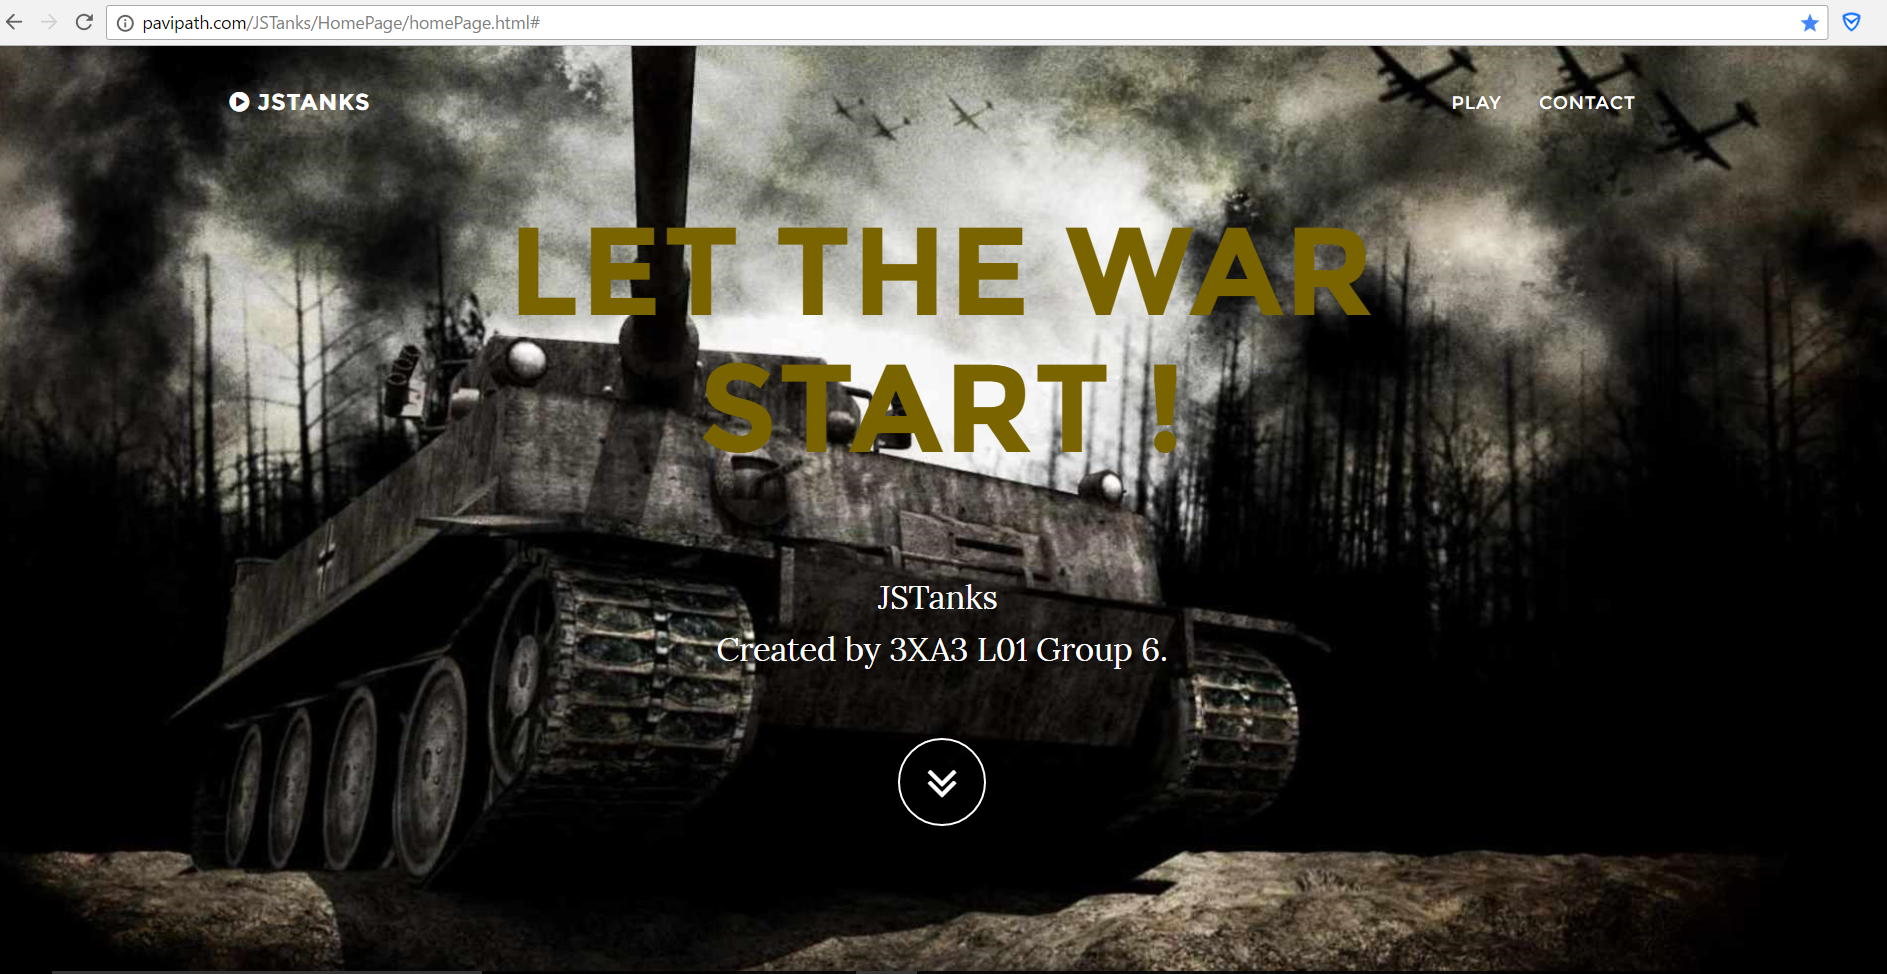 pavipath.com/JSTanks/HomePage/homePage.html#
JSTANKS
PLAY CONTACT
LET THE WAR
START !
JSTanks
Created by 3XA3 L01 Group 6.